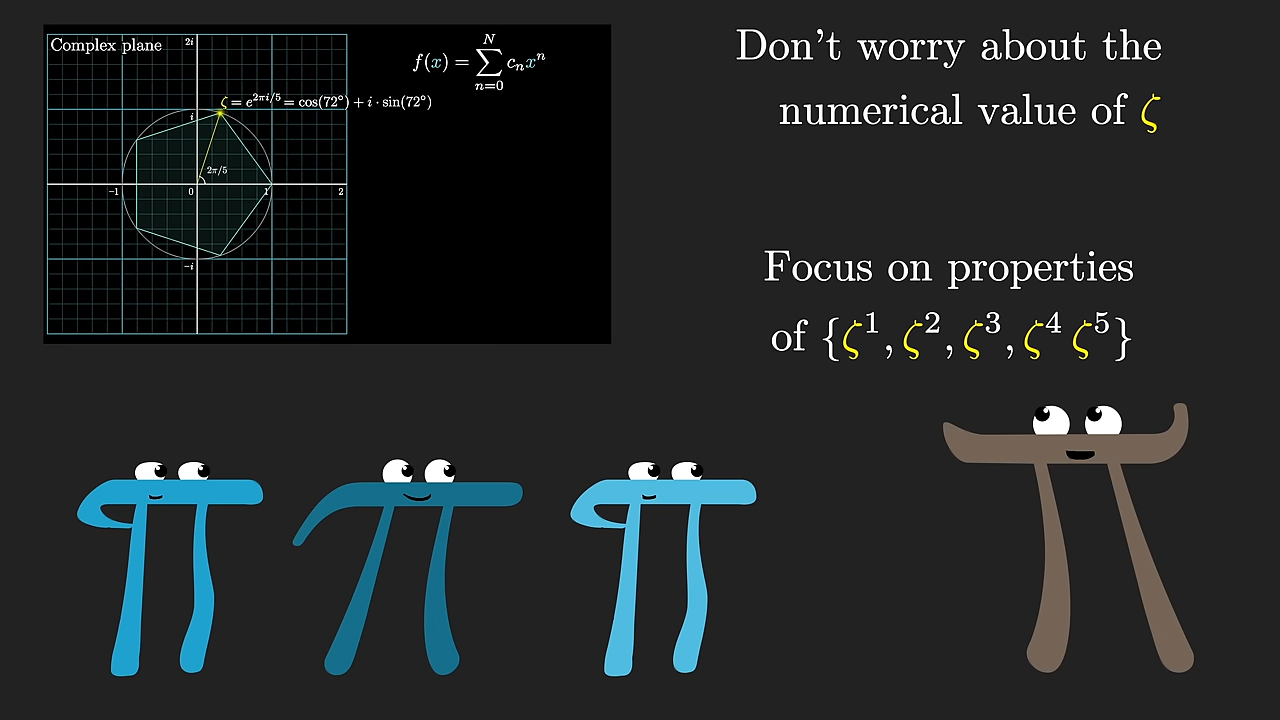 Complex plane
2i
f(x) = \sum_{n=0}^{N} c_n x^n
ζ = e^{2πi/5} = cos(72°) + i · sin(72°)
i
2π/5
−1 0 1 2
−i
Don't worry about the
numerical value of ζ
Focus on properties
of {ζ^1, ζ^2, ζ^3, ζ^4 ζ^5}